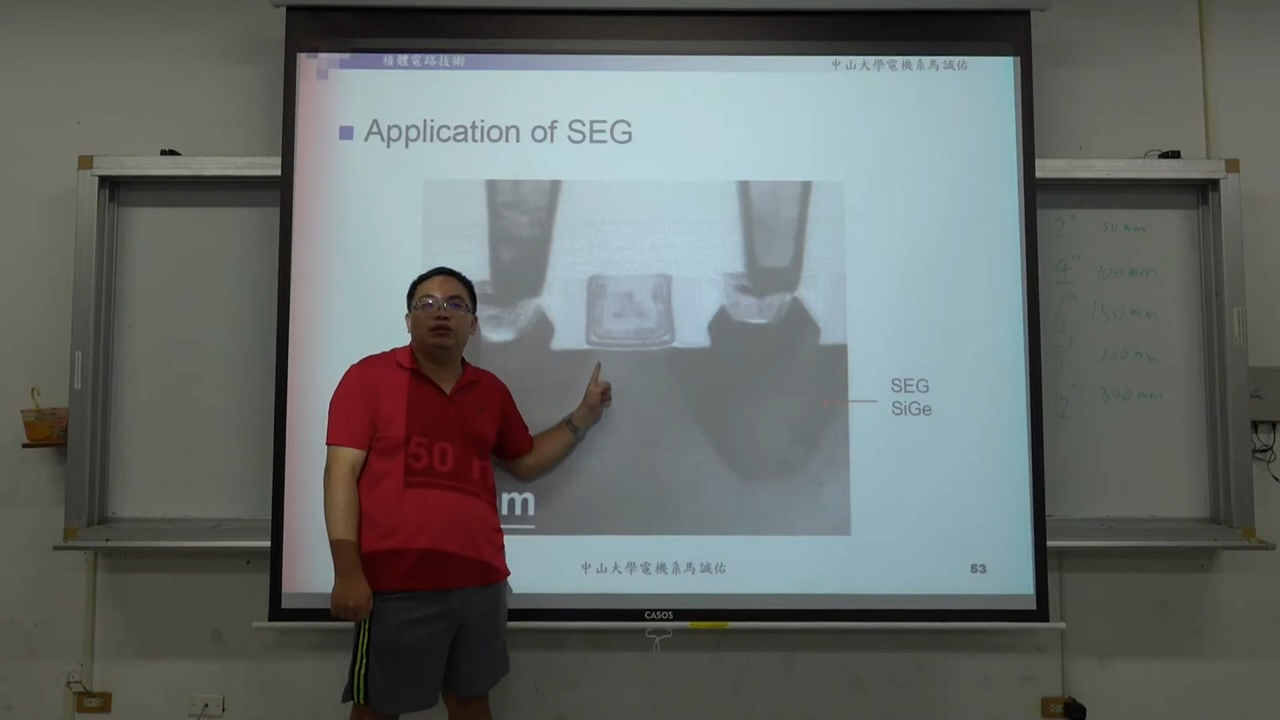 積體電路技術
中山大學電機系馬誠佑
■ Application of SEG
SEG
SiGe
50 n
m
中山大學電機系馬誠佑
53
CASOS
2"
50mm
4"
100mm
150mm
200mm
300mm